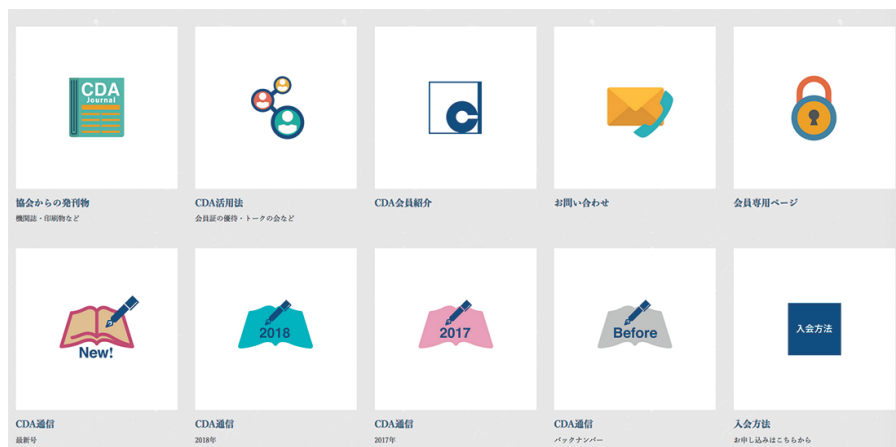 CDA
Journal
協会からの発刊物
機関誌・印刷物など
CDA活用法
会員証の優待・トークの会など
CDA会員紹介
お問い合わせ
会員専用ページ
New!
2018
2017
Before
入会方法
CDA通信
最新号
CDA通信
2018年
CDA通信
2017年
CDA通信
バックナンバー
入会方法
お申し込みはこちらから